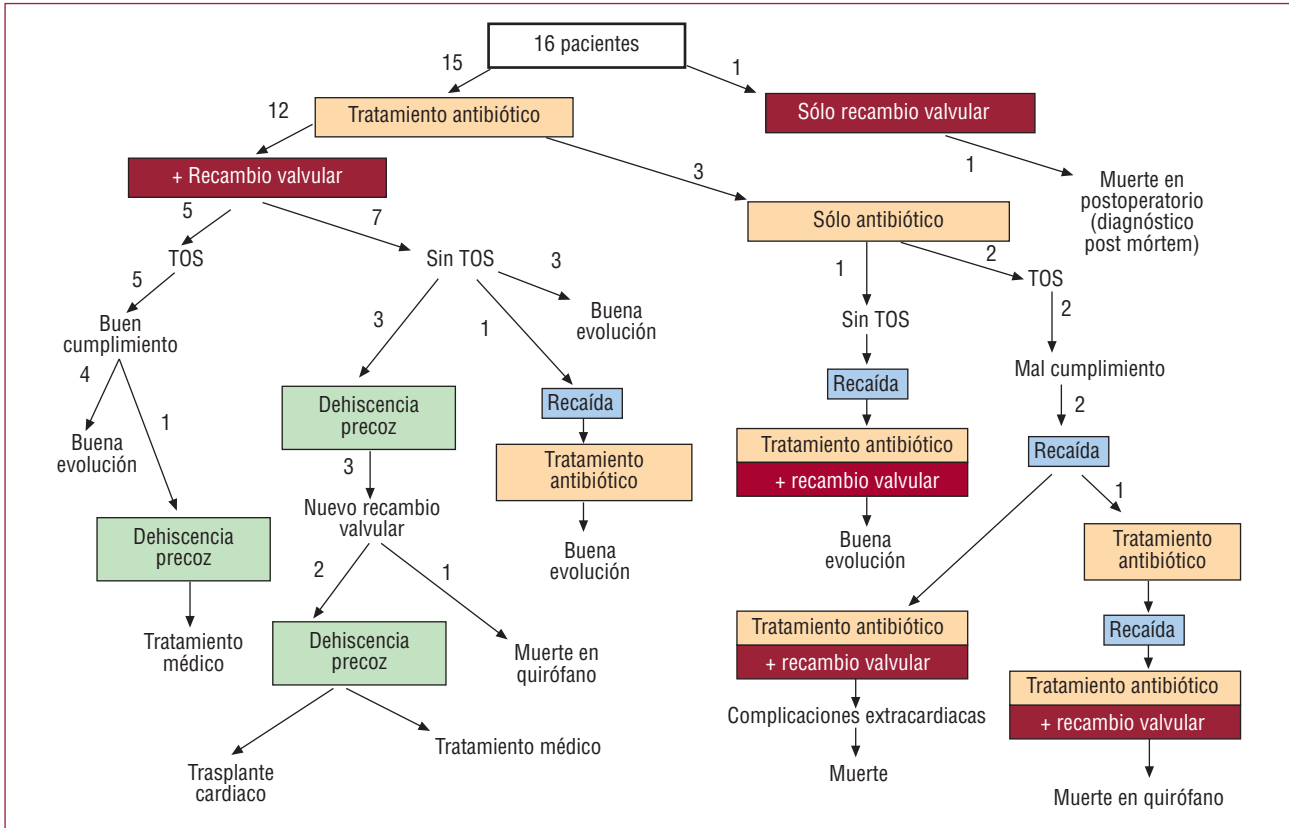 16 pacientes
15
1
Tratamiento antibiótico
Sólo recambio valvular
12
3
1
+ Recambio valvular
Muerte en
postoperatorio
(diagnóstico
post mórtem)
Sólo antibiótico
5
7
TOS
Sin TOS
3
Buena
evolución
1
2
Sin TOS
TOS
5
Buen
cumplimiento
3
1
2
Mal cumplimiento
4
1
Buena
evolución
Dehiscencia
precoz
Recaída
Recaída
2
Recaída
3
Tratamiento
antibiótico
Tratamiento antibiótico
+ recambio valvular
1
Dehiscencia
precoz
Nuevo recambio
valvular
Buena
evolución
Buena
evolución
Tratamiento
antibiótico
2
1
Tratamiento
médico
Dehiscencia
precoz
Muerte en
quirófano
Tratamiento antibiótico
+ recambio valvular
Recaída
Tratamiento antibiótico
+ recambio valvular
Complicaciones extracardiacas
Tratamiento médico
Trasplante
cardiaco
Muerte
Muerte en quirófano